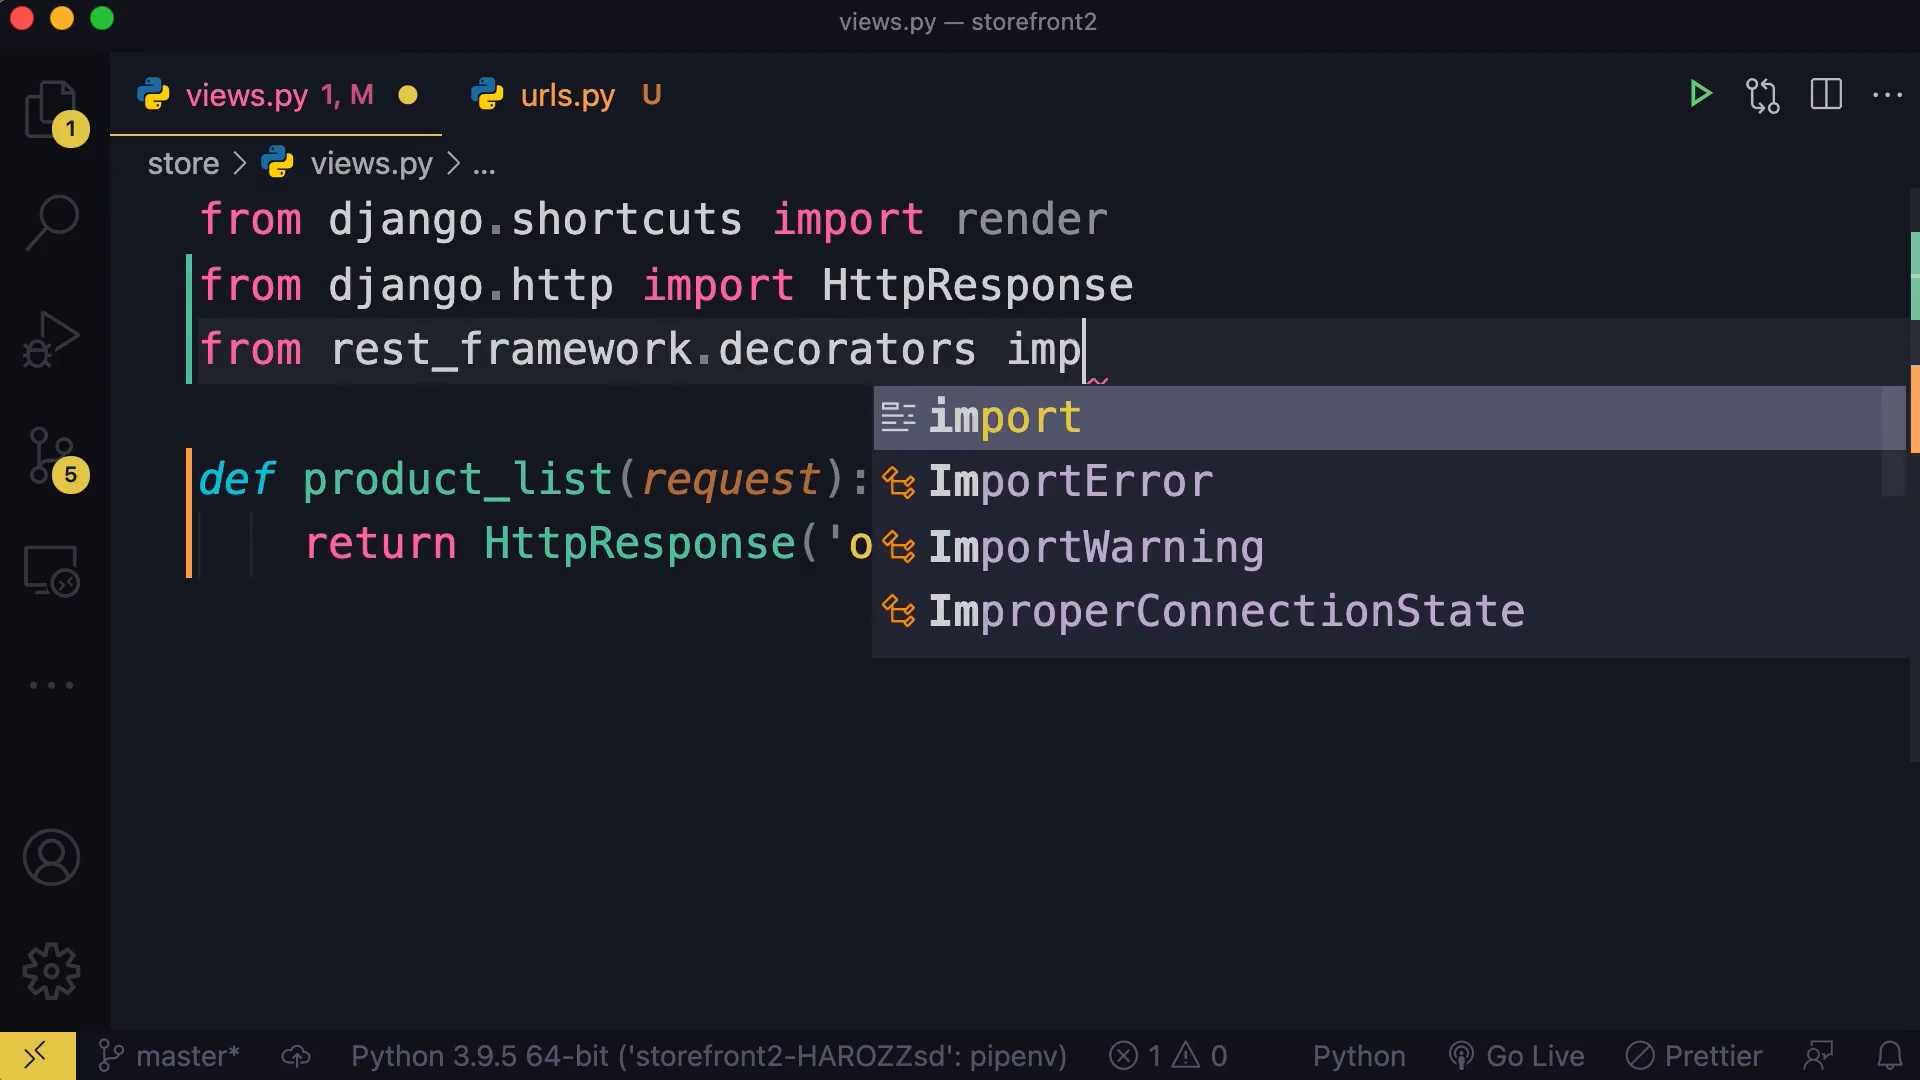 views.py — storefront2
views.py 1, M
urls.py U
1
store > views.py > ...
from django.shortcuts import render
from django.http import HttpResponse
from rest_framework.decorators imp
import
ImportError
ImportWarning
ImproperConnectionState
def product_list(request):
return HttpResponse('o
5
master*
Python 3.9.5 64-bit ('storefront2-HAROZZsd': pipenv)
1
0
Python
Go Live
Prettier